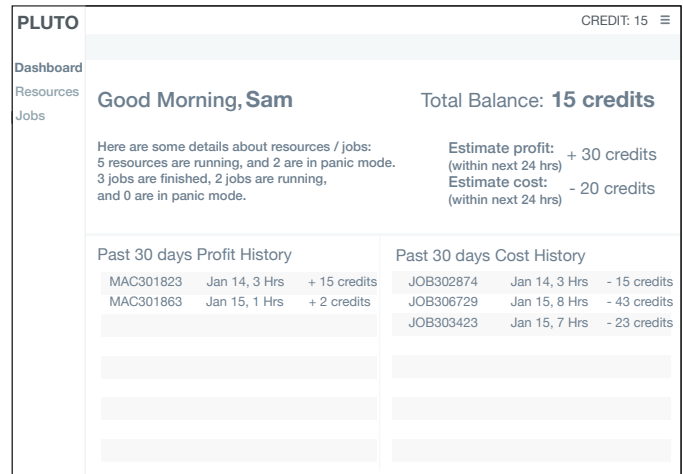 PLUTO
CREDIT: 15
Dashboard
Resources
Jobs
Good Morning, Sam
Total Balance: 15 credits
Here are some details about resources / jobs:
5 resources are running, and 2 are in panic mode.
3 jobs are finished, 2 jobs are running,
and 0 are in panic mode.
Estimate profit:
(within next 24 hrs)
+ 30 credits
Estimate cost:
(within next 24 hrs)
- 20 credits
Past 30 days Profit History
MAC301823 Jan 14, 3 Hrs + 15 credits
MAC301863 Jan 15, 1 Hrs + 2 credits
Past 30 days Cost History
JOB302874 Jan 14, 3 Hrs - 15 credits
JOB306729 Jan 15, 8 Hrs - 43 credits
JOB303423 Jan 15, 7 Hrs - 23 credits